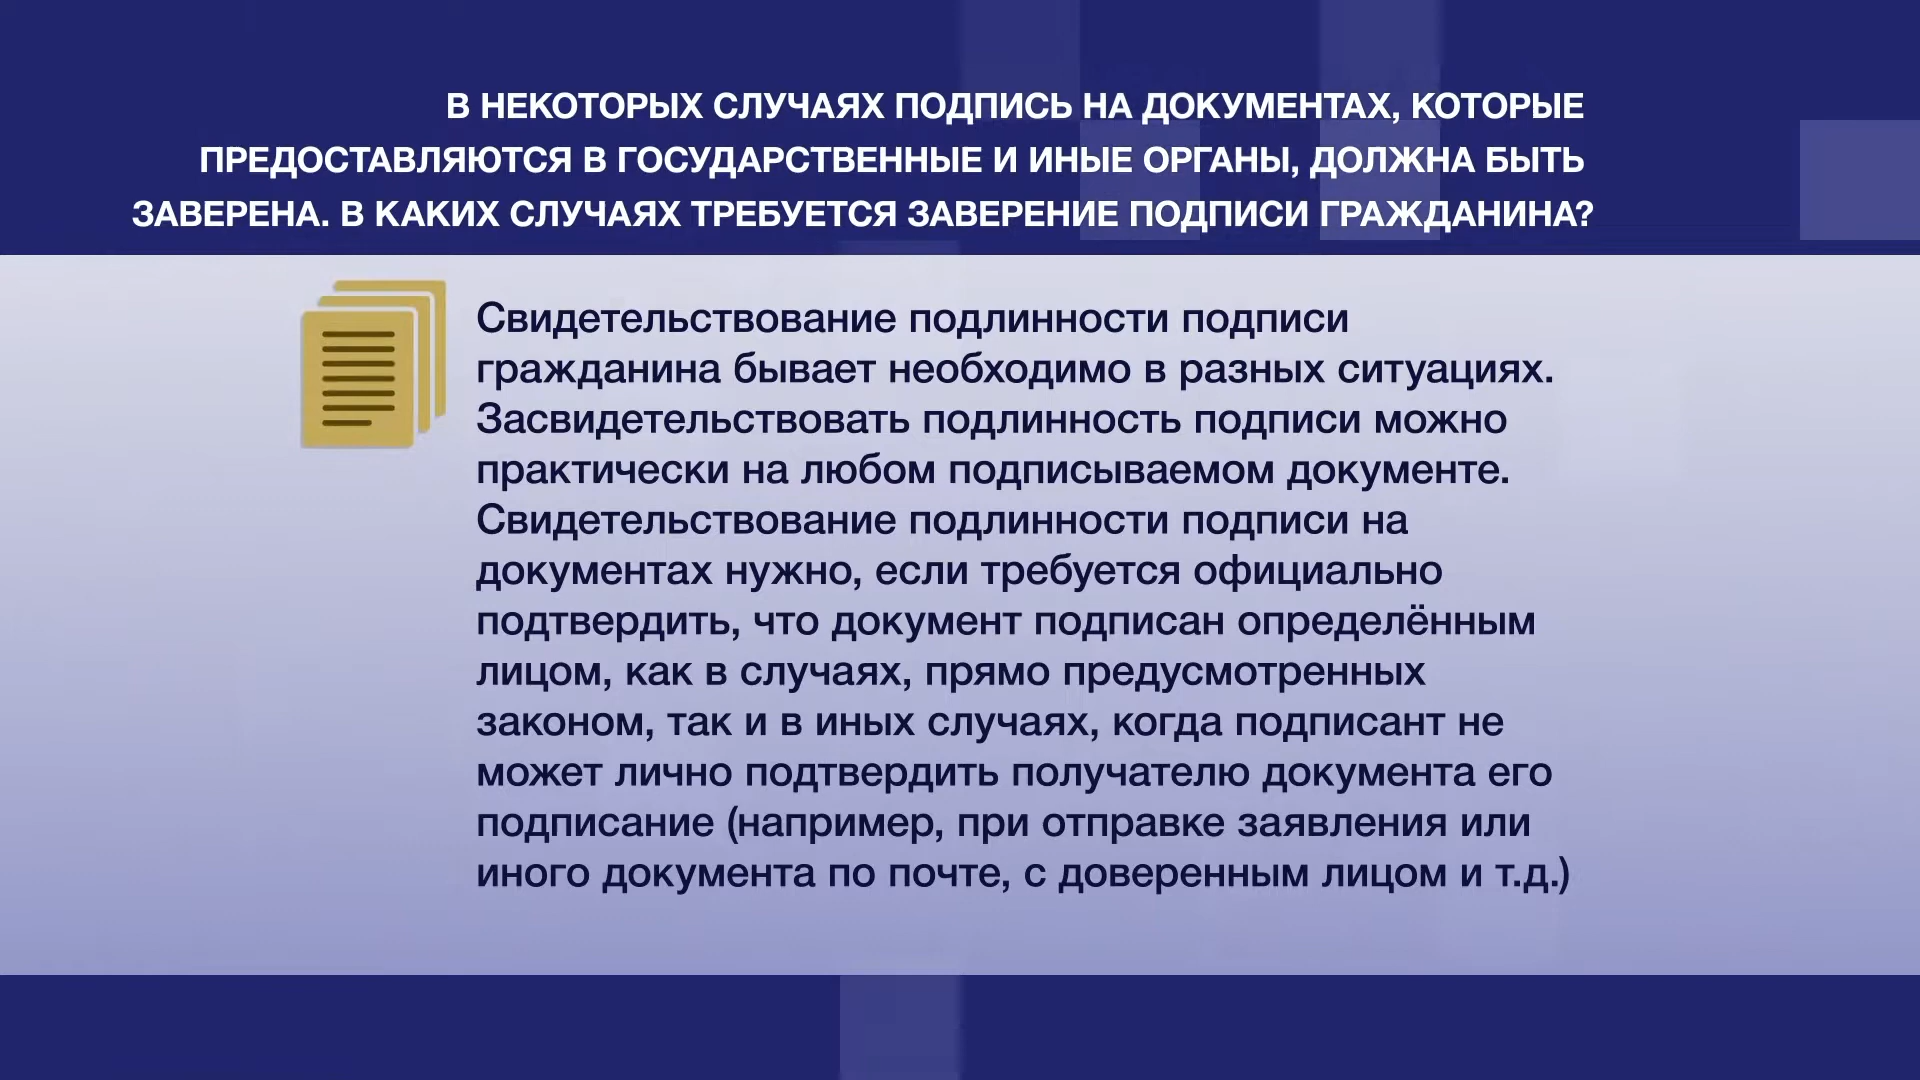 В НЕКОТОРЫХ СЛУЧАЯХ ПОДПИСЬ НА ДОКУМЕНТАХ, КОТОРЫЕ
ПРЕДОСТАВЛЯЮТСЯ В ГОСУДАРСТВЕННЫЕ И ИНЫЕ ОРГАНЫ, ДОЛЖНА БЫТЬ
ЗАВЕРЕНА. В КАКИХ СЛУЧАЯХ ТРЕБУЕТСЯ ЗАВЕРЕНИЕ ПОДПИСИ ГРАЖДАНИНА?
Свидетельствование подлинности подписи
гражданина бывает необходимо в разных ситуациях.
Засвидетельствовать подлинность подписи можно
практически на любом подписываемом документе.
Свидетельствование подлинности подписи на
документах нужно, если требуется официально
подтвердить, что документ подписан определённым
лицом, как в случаях, прямо предусмотренных
законом, так и в иных случаях, когда подписант не
может лично подтвердить получателю документа его
подписание (например, при отправке заявления или
иного документа по почте, с доверенным лицом и т.д.)